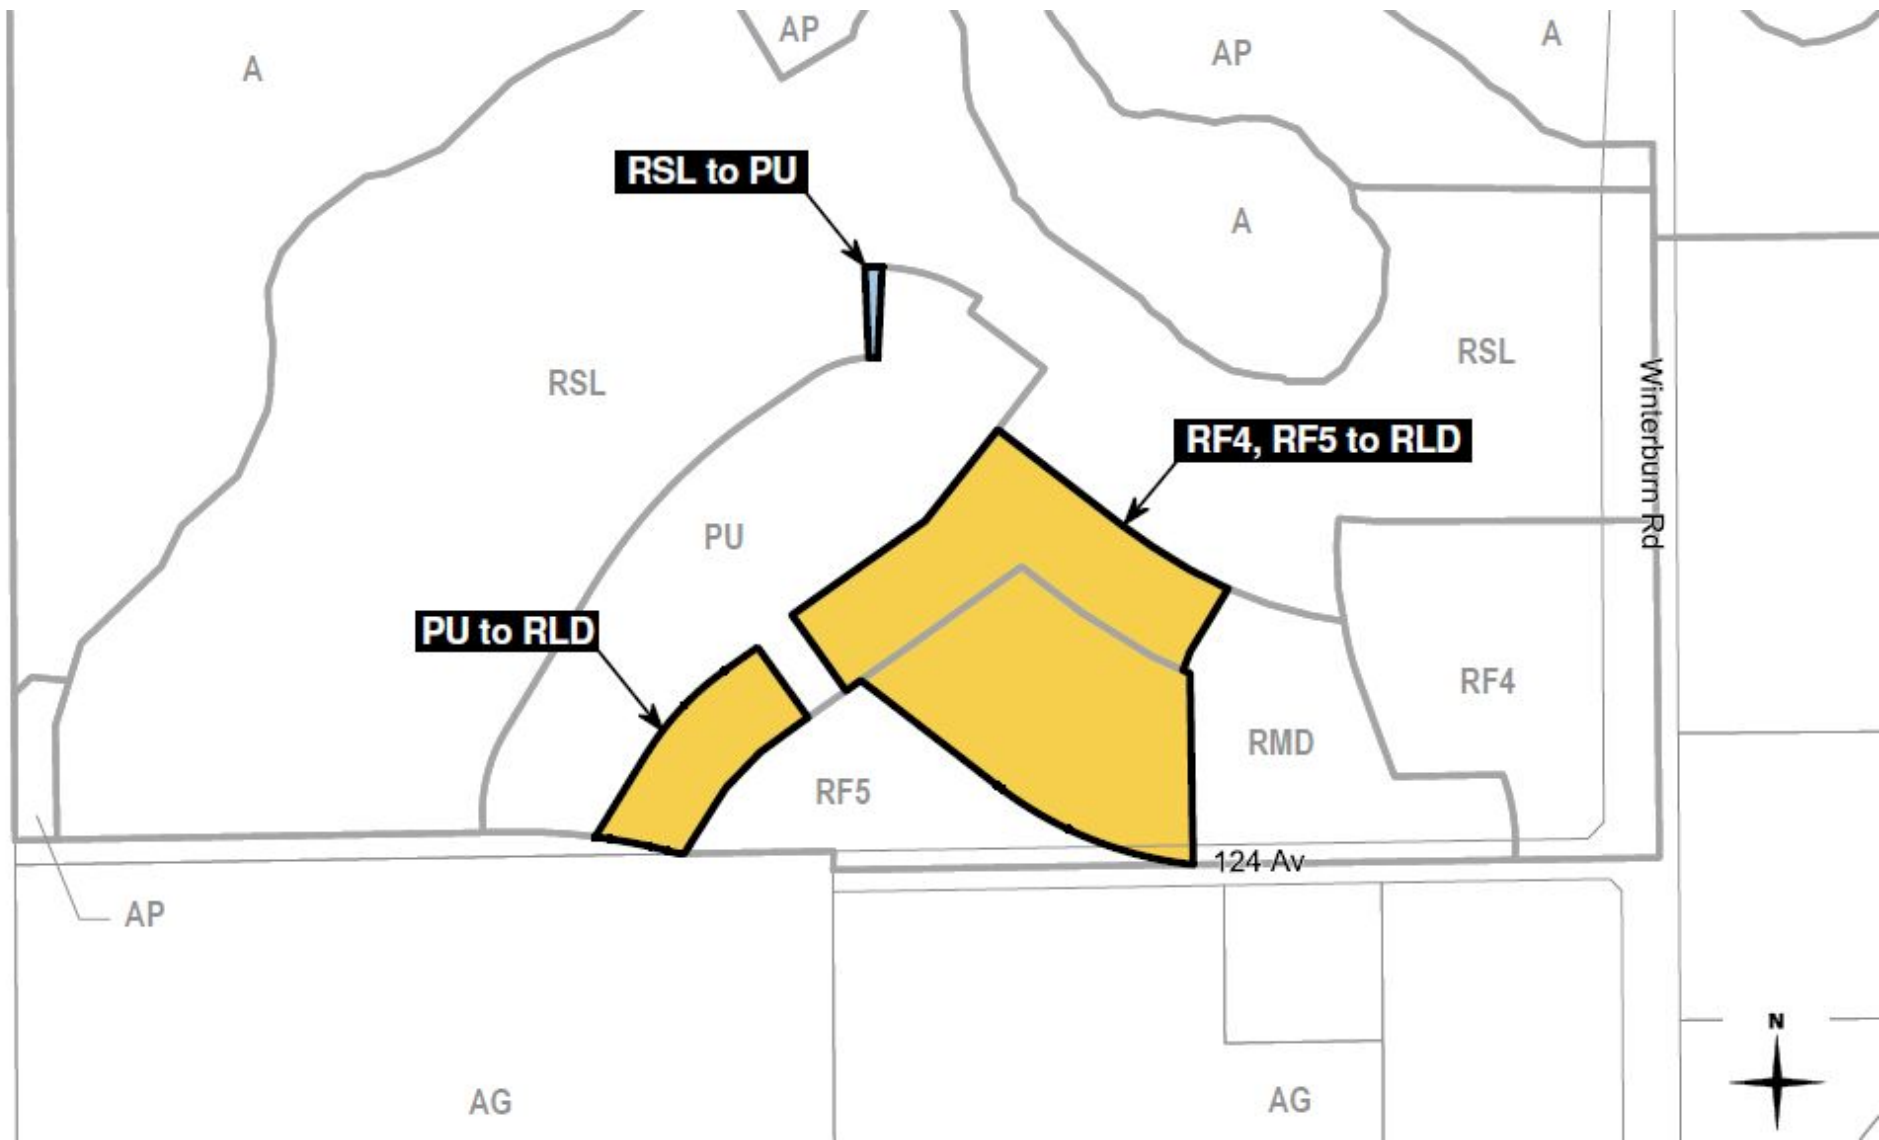 AP
A
AP
A
RSL to PU
A
RSL
RSL
Winterburn Rd
RF4, RF5 to RLD
PU
PU to RLD
RF4
RMD
RF5
124 Av
AP
N
AG
AG